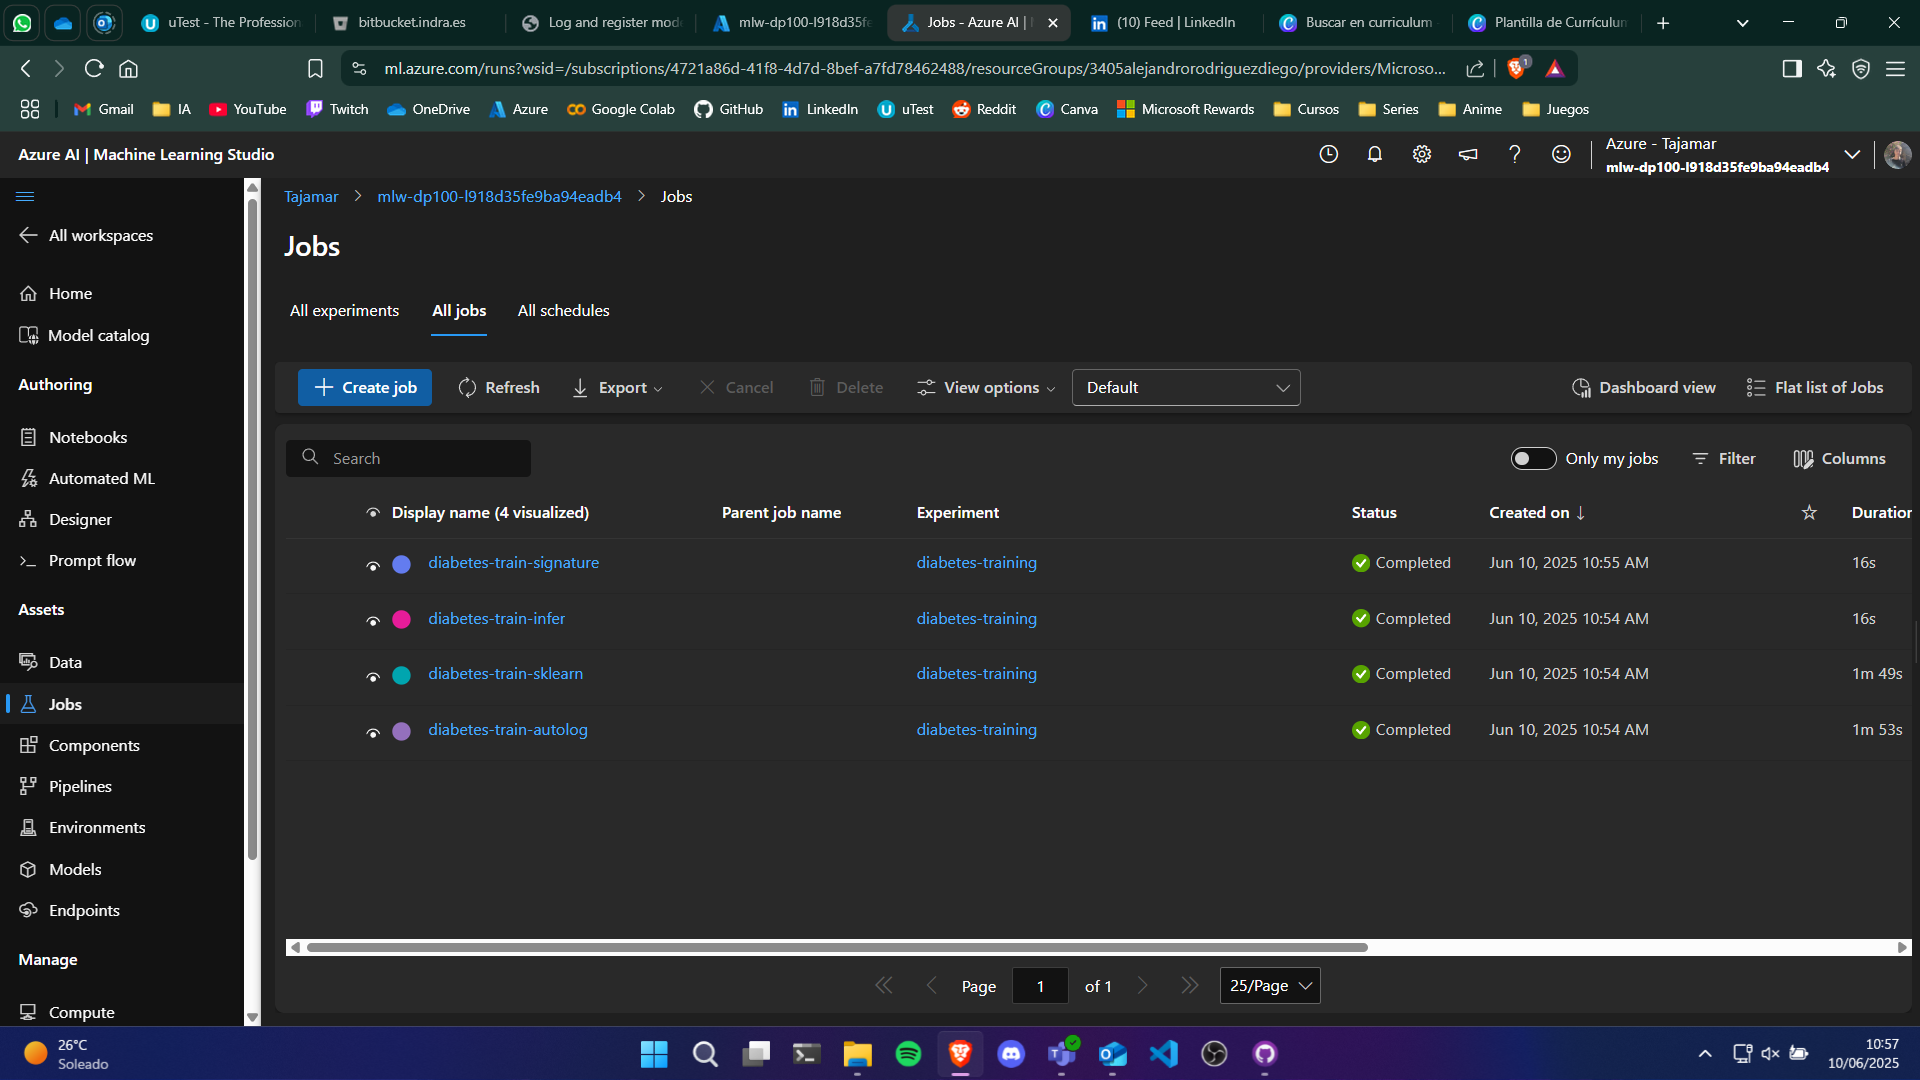 uTest - The Profession
bitbucket.indra.es
Log and register mod
mlw-dp100-l918d35fe
Jobs - Azure AI |
(10) Feed | LinkedIn
Buscar en curriculum
Plantilla de Currículum
ml.azure.com/runs?wsid=/subscriptions/4721a86d-41f8-4d7d-8bef-a7fd78462488/resourceGroups/3405alejandrorodriguezdiego/providers/Microso...
1
Gmail
IA
YouTube
Twitch
OneDrive
Azure
Google Colab
GitHub
LinkedIn
uTest
Reddit
Canva
Microsoft Rewards
Cursos
Series
Anime
Juegos
Azure AI | Machine Learning Studio
Azure - Tajamar
mlw-dp100-l918d35fe9ba94eadb4
All workspaces
Home
Model catalog
Authoring
Notebooks
Automated ML
Designer
Prompt flow
Assets
Data
Jobs
Components
Pipelines
Environments
Models
Endpoints
Manage
Compute
Tajamar > mlw-dp100-l918d35fe9ba94eadb4 > Jobs
Jobs
All experiments
All jobs
All schedules
Create job
Refresh
Export
Cancel
Delete
View options
Default
Dashboard view
Flat list of Jobs
Search
Only my jobs
Filter
Columns
Display name (4 visualized) Parent job name Experiment Status Created on Duration
diabetes-train-signature diabetes-training Completed Jun 10, 2025 10:55 AM 16s
diabetes-train-infer diabetes-training Completed Jun 10, 2025 10:54 AM 16s
diabetes-train-sklearn diabetes-training Completed Jun 10, 2025 10:54 AM 1m 49s
diabetes-train-autolog diabetes-training Completed Jun 10, 2025 10:54 AM 1m 53s
Page 1 of 1
25/Page
26°C
Soleado
10:57
10/06/2025